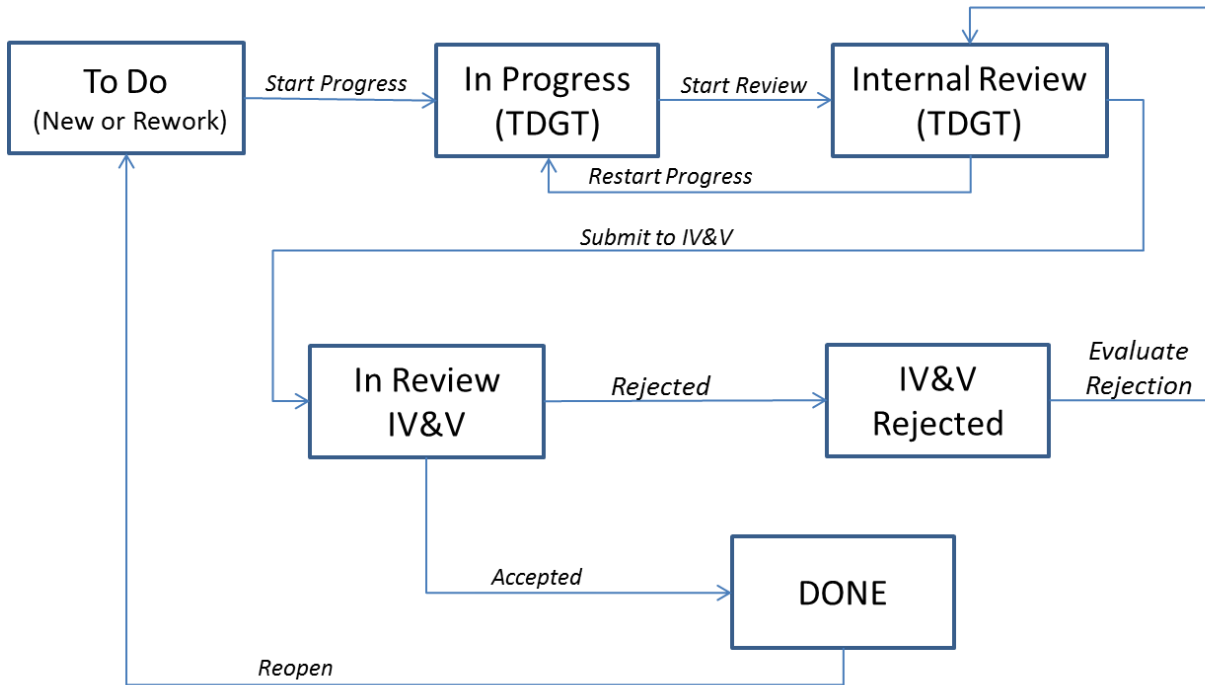 To Do
(New or Rework)
Start Progress
In Progress
(TDGT)
Start Review
Internal Review
(TDGT)
Restart Progress
Submit to IV&V
In Review
IV&V
Rejected
IV&V
Rejected
Evaluate
Rejection
Accepted
DONE
Reopen